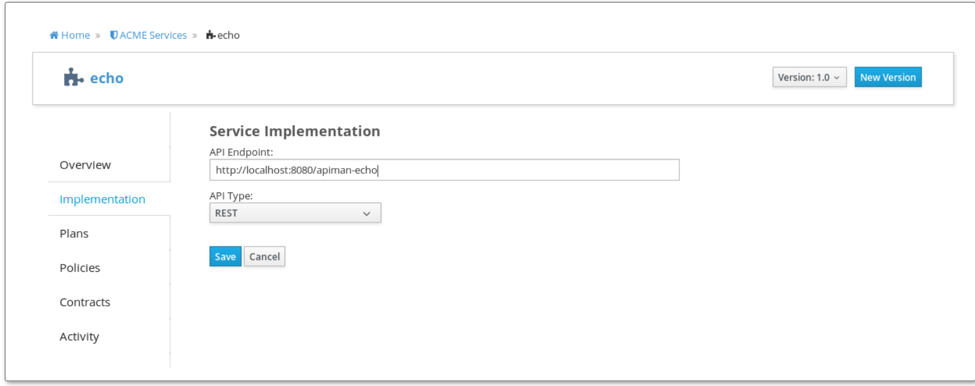 Home » ACME Services » echo
echo
Version: 1.0 New Version
Overview
Implementation
Plans
Policies
Contracts
Activity
Service Implementation
API Endpoint:
http://localhost:8080/apiman-echo
API Type:
REST
Save Cancel